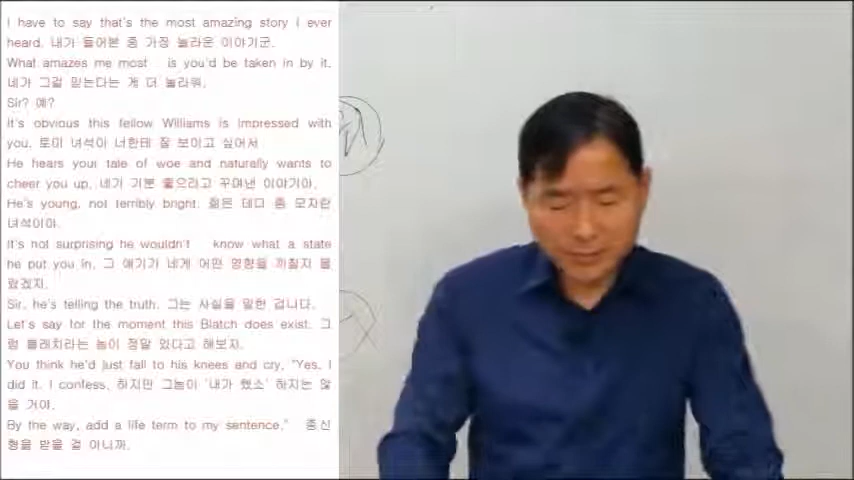 I have to say that's the most amazing story I ever
heard. 내가 들어본 중 가장 놀라운 이야기군.
What amazes me most is you'd be taken in by it.
네가 그걸 믿는다는 게 더 놀라워.
Sir? 예?
It's obvious this fellow Williams is impressed with
you. 토미 녀석이 너한테 잘 보이고 싶어서
He hears your tale of woe and naturally wants to
cheer you up. 네기 기분 좋으라고 꾸며낸 이야기야.
He's young, not terribly bright. 젊은 데다 좀 모자란
녀석이야.
It's not surprising he wouldn't know what a state
he put you in. 그 얘기가 네게 어떤 영향을 끼칠지 몰
랐겠지.
Sir, he's telling the truth. 그는 사실을 말한 겁니다.
Let's say for the moment this Blatch does exist. 그
럼 블래치라는 놈이 정말 있다고 해보자.
You think he'd just fall to his knees and cry, "Yes, I
did it. I confess. 하지만 그놈이 '내가 했소' 하지는 않
을 거야.
By the way, add a life term to my sentence." 종신
형을 받을 걸 아니까.